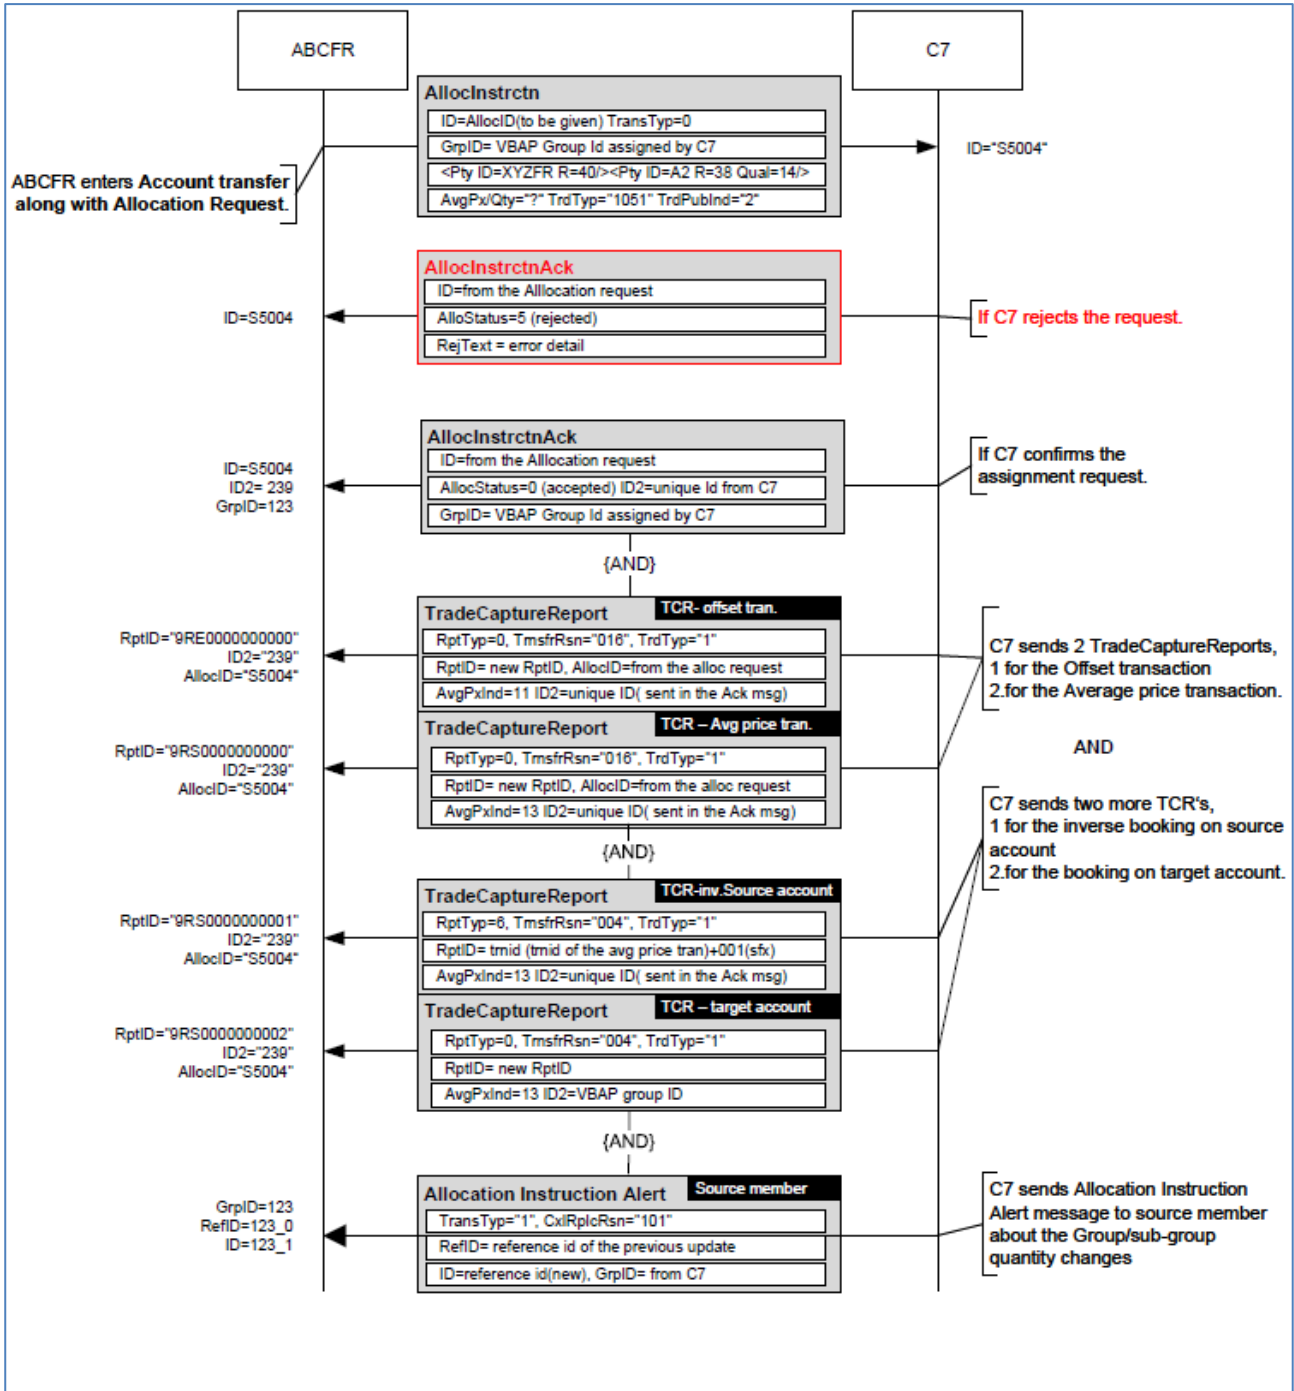 ABCFR
C7
AllocInstrctn
ID=AllocID(to be given) TransTyp=0
GrpID= VBAP Group Id assigned by C7
<Pty ID=XYZFR R=40/><Pty ID=A2 R=38 Qual=14/>
AvgPx/Qty="?" TrdTyp="1051" TrdPubInd="2"
ID="S5004"
ABCFR enters Account transfer
along with Allocation Request.
AllocInstrctnAck
ID=from the Alllocation request
AlloStatus=5 (rejected)
RejText = error detail
ID=S5004
If C7 rejects the request.
AllocInstrctnAck
ID=from the Alllocation request
AllocStatus=0 (accepted) ID2=unique Id from C7
GrpID= VBAP Group Id assigned by C7
ID=S5004
ID2= 239
GrpID=123
If C7 confirms the
assignment request.
{AND}
TradeCaptureReport
TCR- offset tran.
RptTyp=0, TrnsfrRsn="016", TrdTyp="1"
RptID= new RptID, AllocID=from the alloc request
AvgPxInd=11 ID2=unique ID( sent in the Ack msg)
RptID="9RE0000000000"
ID2="239"
AllocID="S5004"
C7 sends 2 TradeCaptureReports,
1 for the Offset transaction
2.for the Average price transaction.
TradeCaptureReport
TCR – Avg price tran.
RptTyp=0, TrnsfrRsn="016", TrdTyp="1"
RptID= new RptID, AllocID=from the alloc request
AvgPxInd=13 ID2=unique ID( sent in the Ack msg)
RptID="9RS0000000000"
ID2="239"
AllocID="S5004"
AND
{AND}
C7 sends two more TCR's,
1 for the inverse booking on source
account
2.for the booking on target account.
TradeCaptureReport
TCR-inv.Source account
RptTyp=6, TrnsfrRsn="004", TrdTyp="1"
RptID= trnid (trnid of the avg price tran)+001(sfx)
AvgPxInd=13 ID2=unique ID( sent in the Ack msg)
RptID="9RS0000000001"
ID2="239"
AllocID="S5004"
TradeCaptureReport
TCR – target account
RptTyp=0, TrnsfrRsn="004", TrdTyp="1"
RptID= new RptID
AvgPxInd=13 ID2=VBAP group ID
RptID="9RS0000000002"
ID2="239"
AllocID="S5004"
{AND}
Allocation Instruction Alert
Source member
TransTyp="1", CxlRplcRsn="101"
RefID= reference id of the previous update
ID=reference id(new), GrpID= from C7
GrpID=123
RefID=123_0
ID=123_1
C7 sends Allocation Instruction
Alert message to source member
about the Group/sub-group
quantity changes